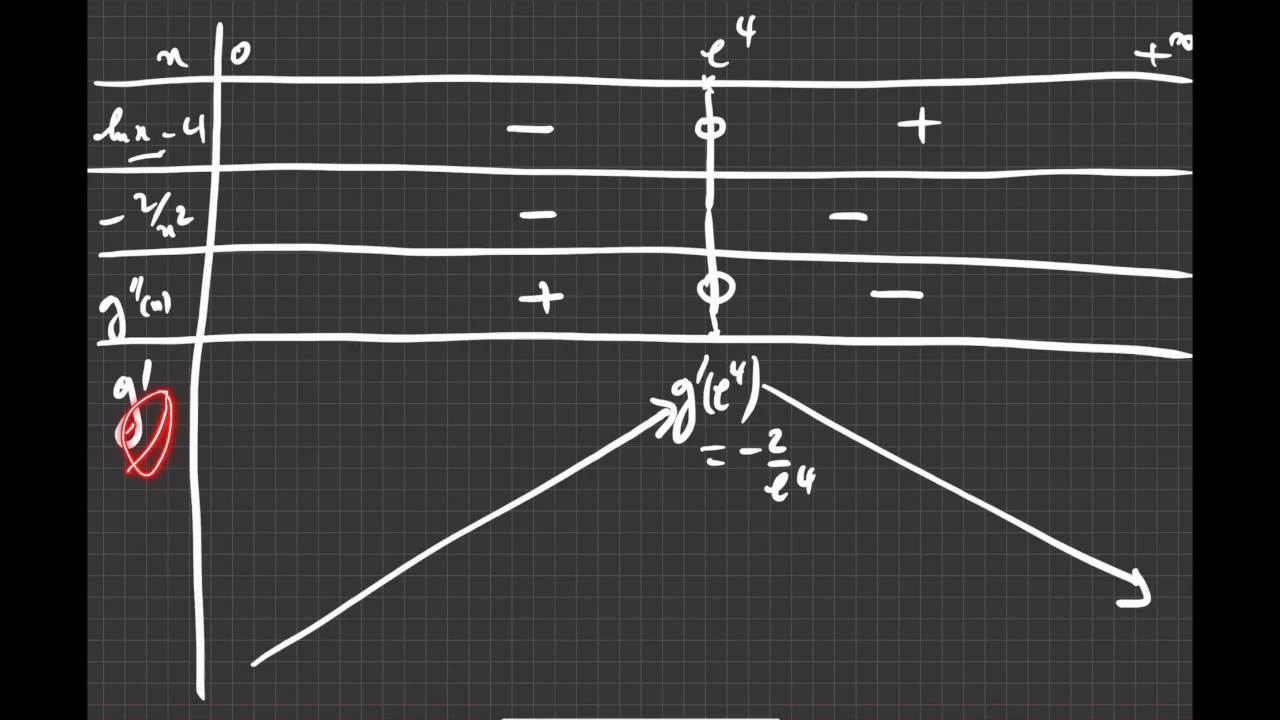 x 0 e⁴ +∞
ln x - 4 - 0 +
- 2/x² - -
g''(x) + 0 -
g' g'(e⁴)
= - 2/e⁴